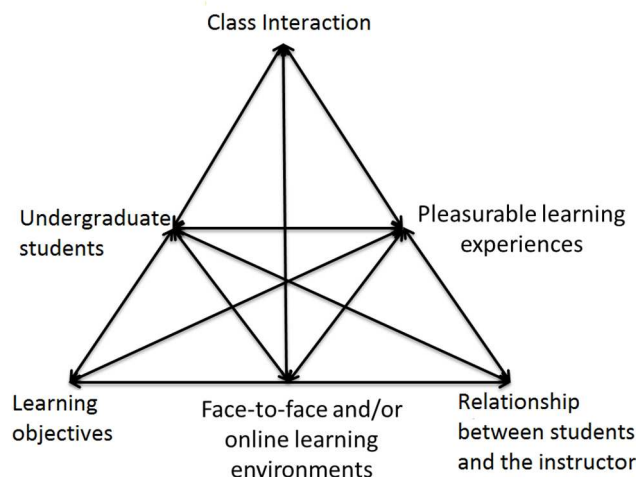 Class Interaction
Undergraduate
students
Pleasurable learning
experiences
Learning
objectives
Face-to-face and/or
online learning
environments
Relationship
between students
and the instructor